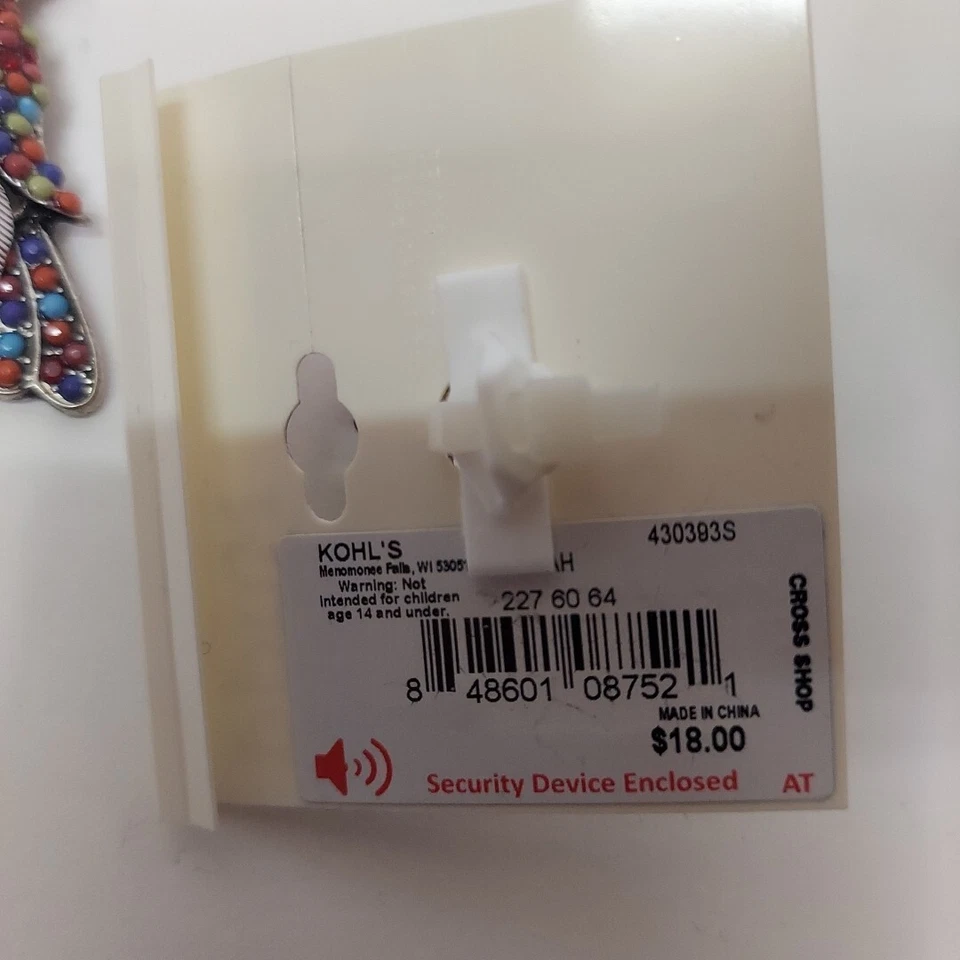 KOHL'S
430393S
Menomonee Falls, WI 5305
AH
Warning: Not
Intended for children
age 14 and under.
227 60 64
8 48601 08752 1
MADE IN CHINA
$18.00
CROSS SHOP
Security Device Enclosed
AT